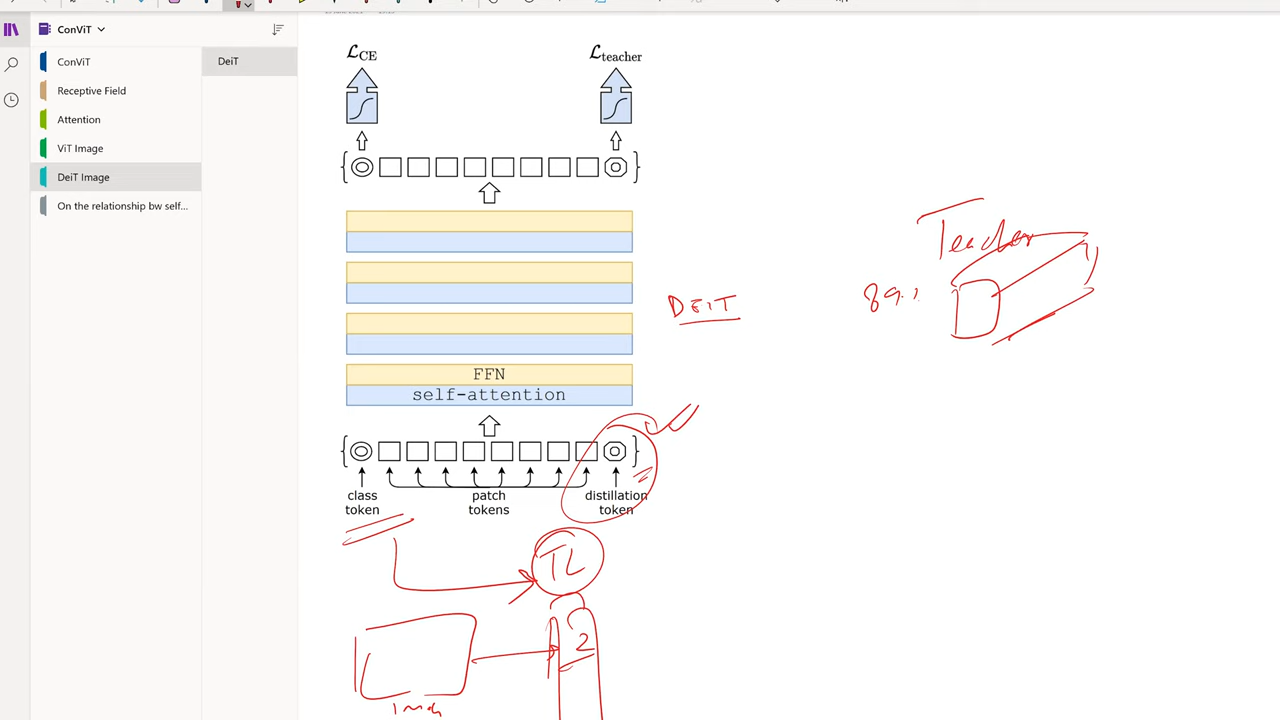 ConViT
ConViT
Receptive Field
Attention
ViT Image
DeiT Image
On the relationship bw self...
DeiT
ℒCE
ℒteacher
FFN
self-attention
class token
patch tokens
distillation token
DEiT
Teacher
TL
2